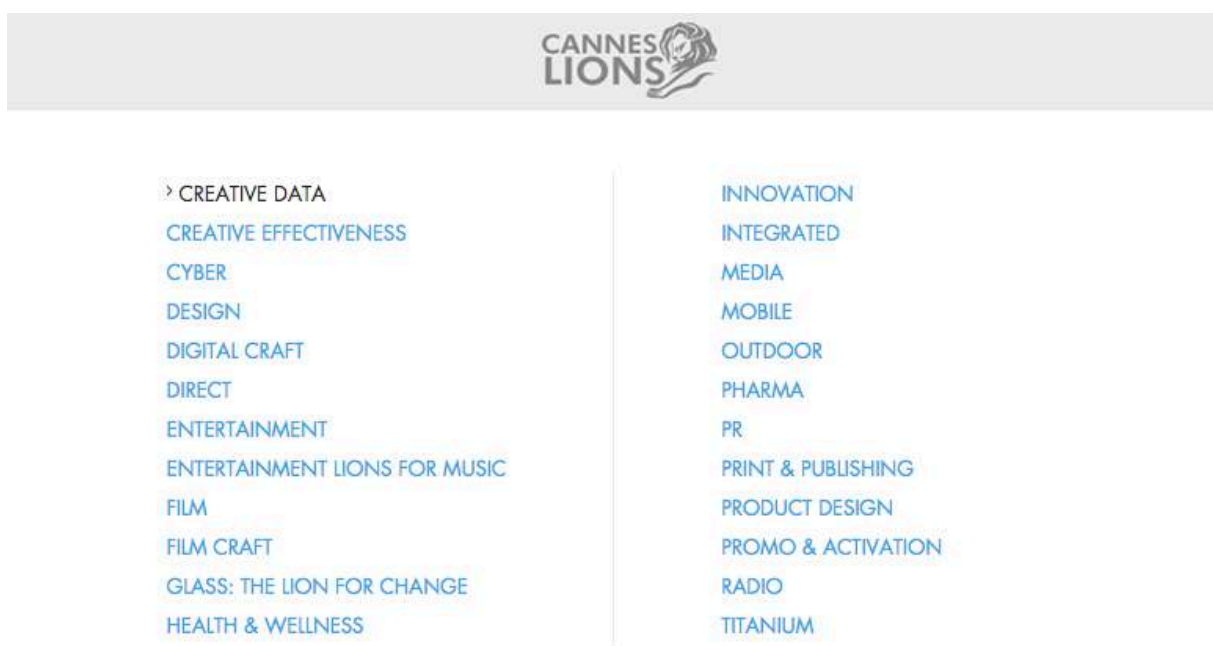 CANNES
LIONS
› CREATIVE DATA
CREATIVE EFFECTIVENESS
CYBER
DESIGN
DIGITAL CRAFT
DIRECT
ENTERTAINMENT
ENTERTAINMENT LIONS FOR MUSIC
FILM
FILM CRAFT
GLASS: THE LION FOR CHANGE
HEALTH & WELLNESS
INNOVATION
INTEGRATED
MEDIA
MOBILE
OUTDOOR
PHARMA
PR
PRINT & PUBLISHING
PRODUCT DESIGN
PROMO & ACTIVATION
RADIO
TITANIUM